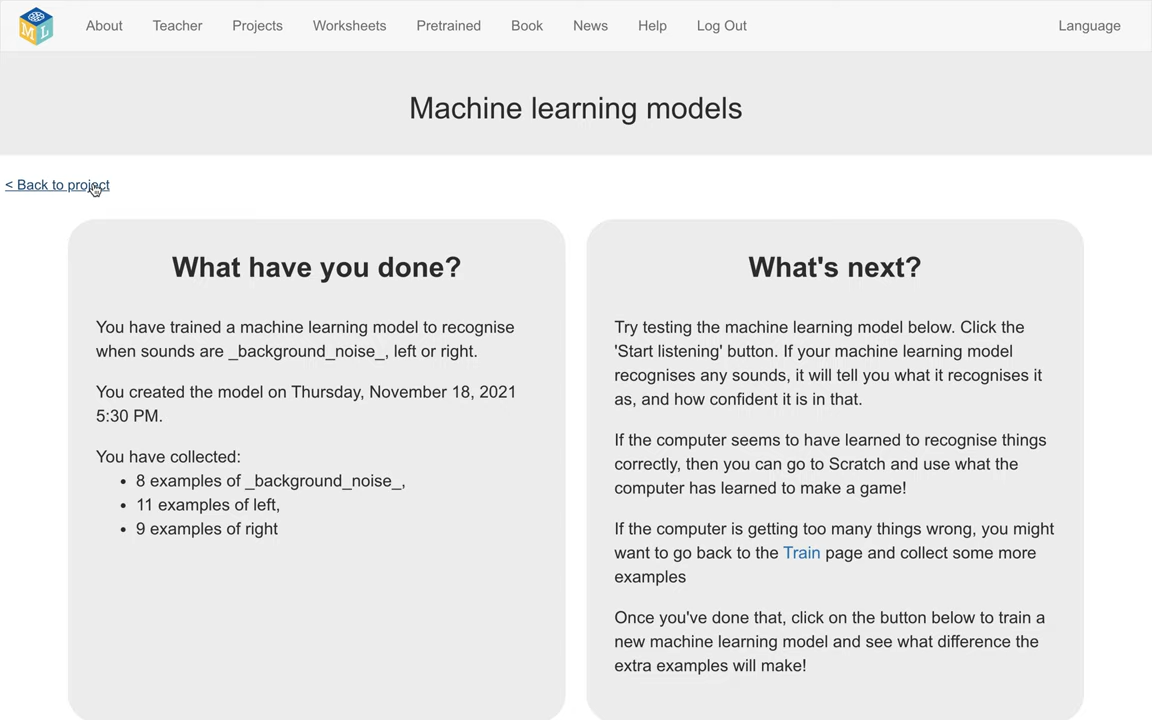 M L
About Teacher Projects Worksheets Pretrained Book News Help Log Out Language
Machine learning models
< Back to project
What have you done?
You have trained a machine learning model to recognise
when sounds are _background_noise_, left or right.
You created the model on Thursday, November 18, 2021
5:30 PM.
You have collected:
• 8 examples of _background_noise_,
• 11 examples of left,
• 9 examples of right
What's next?
Try testing the machine learning model below. Click the
'Start listening' button. If your machine learning model
recognises any sounds, it will tell you what it recognises it
as, and how confident it is in that.
If the computer seems to have learned to recognise things
correctly, then you can go to Scratch and use what the
computer has learned to make a game!
If the computer is getting too many things wrong, you might
want to go back to the Train page and collect some more
examples
Once you've done that, click on the button below to train a
new machine learning model and see what difference the
extra examples will make!